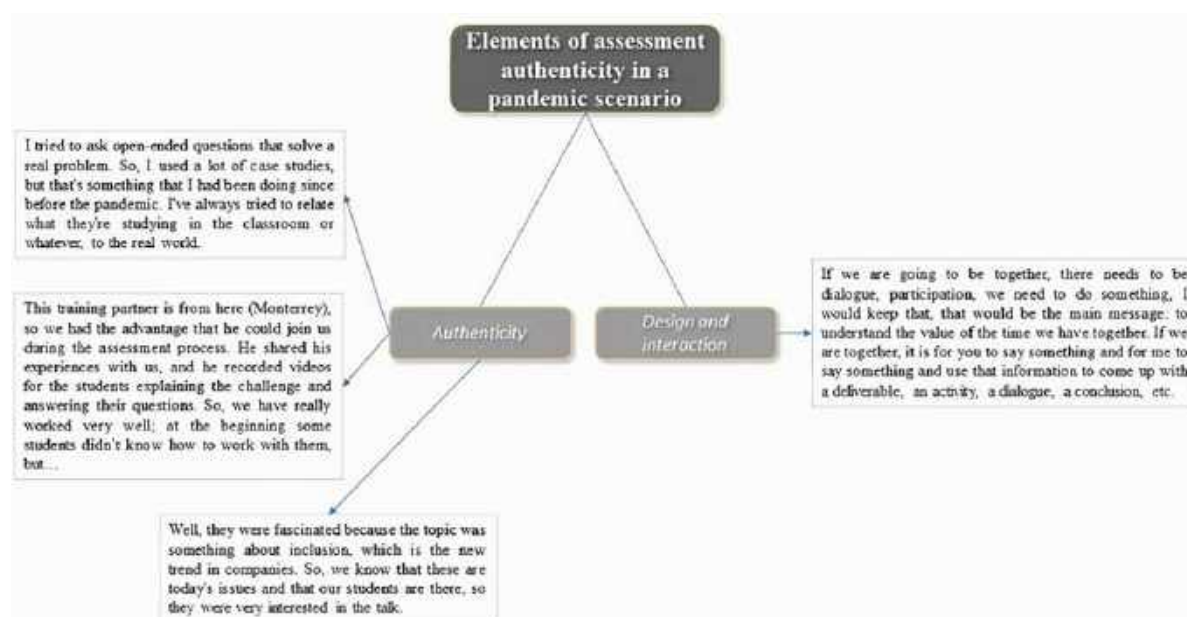 Elements of assessment
authenticity in a
pandemic scenario
I tried to ask open-ended questions that solve a
real problem. So, I used a lot of case studies,
but that's something that I had been doing since
before the pandemic. I've always tried to relate
what they're studying in the classroom or
whatever, to the real world.
This training partner is from here (Monterrey),
so we had the advantage that he could join us
during the assessment process. He shared his
experiences with us, and he recorded videos
for the students explaining the challenge and
answering their questions. So, we have really
worked very well; at the beginning some
students didn't know how to work with them,
but...
Authenticity
Design and
interaction
If we are going to be together, there needs to be
dialogue, participation, we need to do something, I
would keep that, that would be the main message: to
understand the value of the time we have together. If we
are together, it is for you to say something and for me to
say something and use that information to come up with
a deliverable, an activity, a dialogue, a conclusion, etc.
Well, they were fascinated because the topic was
something about inclusion, which is the new
trend in companies. So, we know that these are
today's issues and that our students are there, so
they were very interested in the talk.